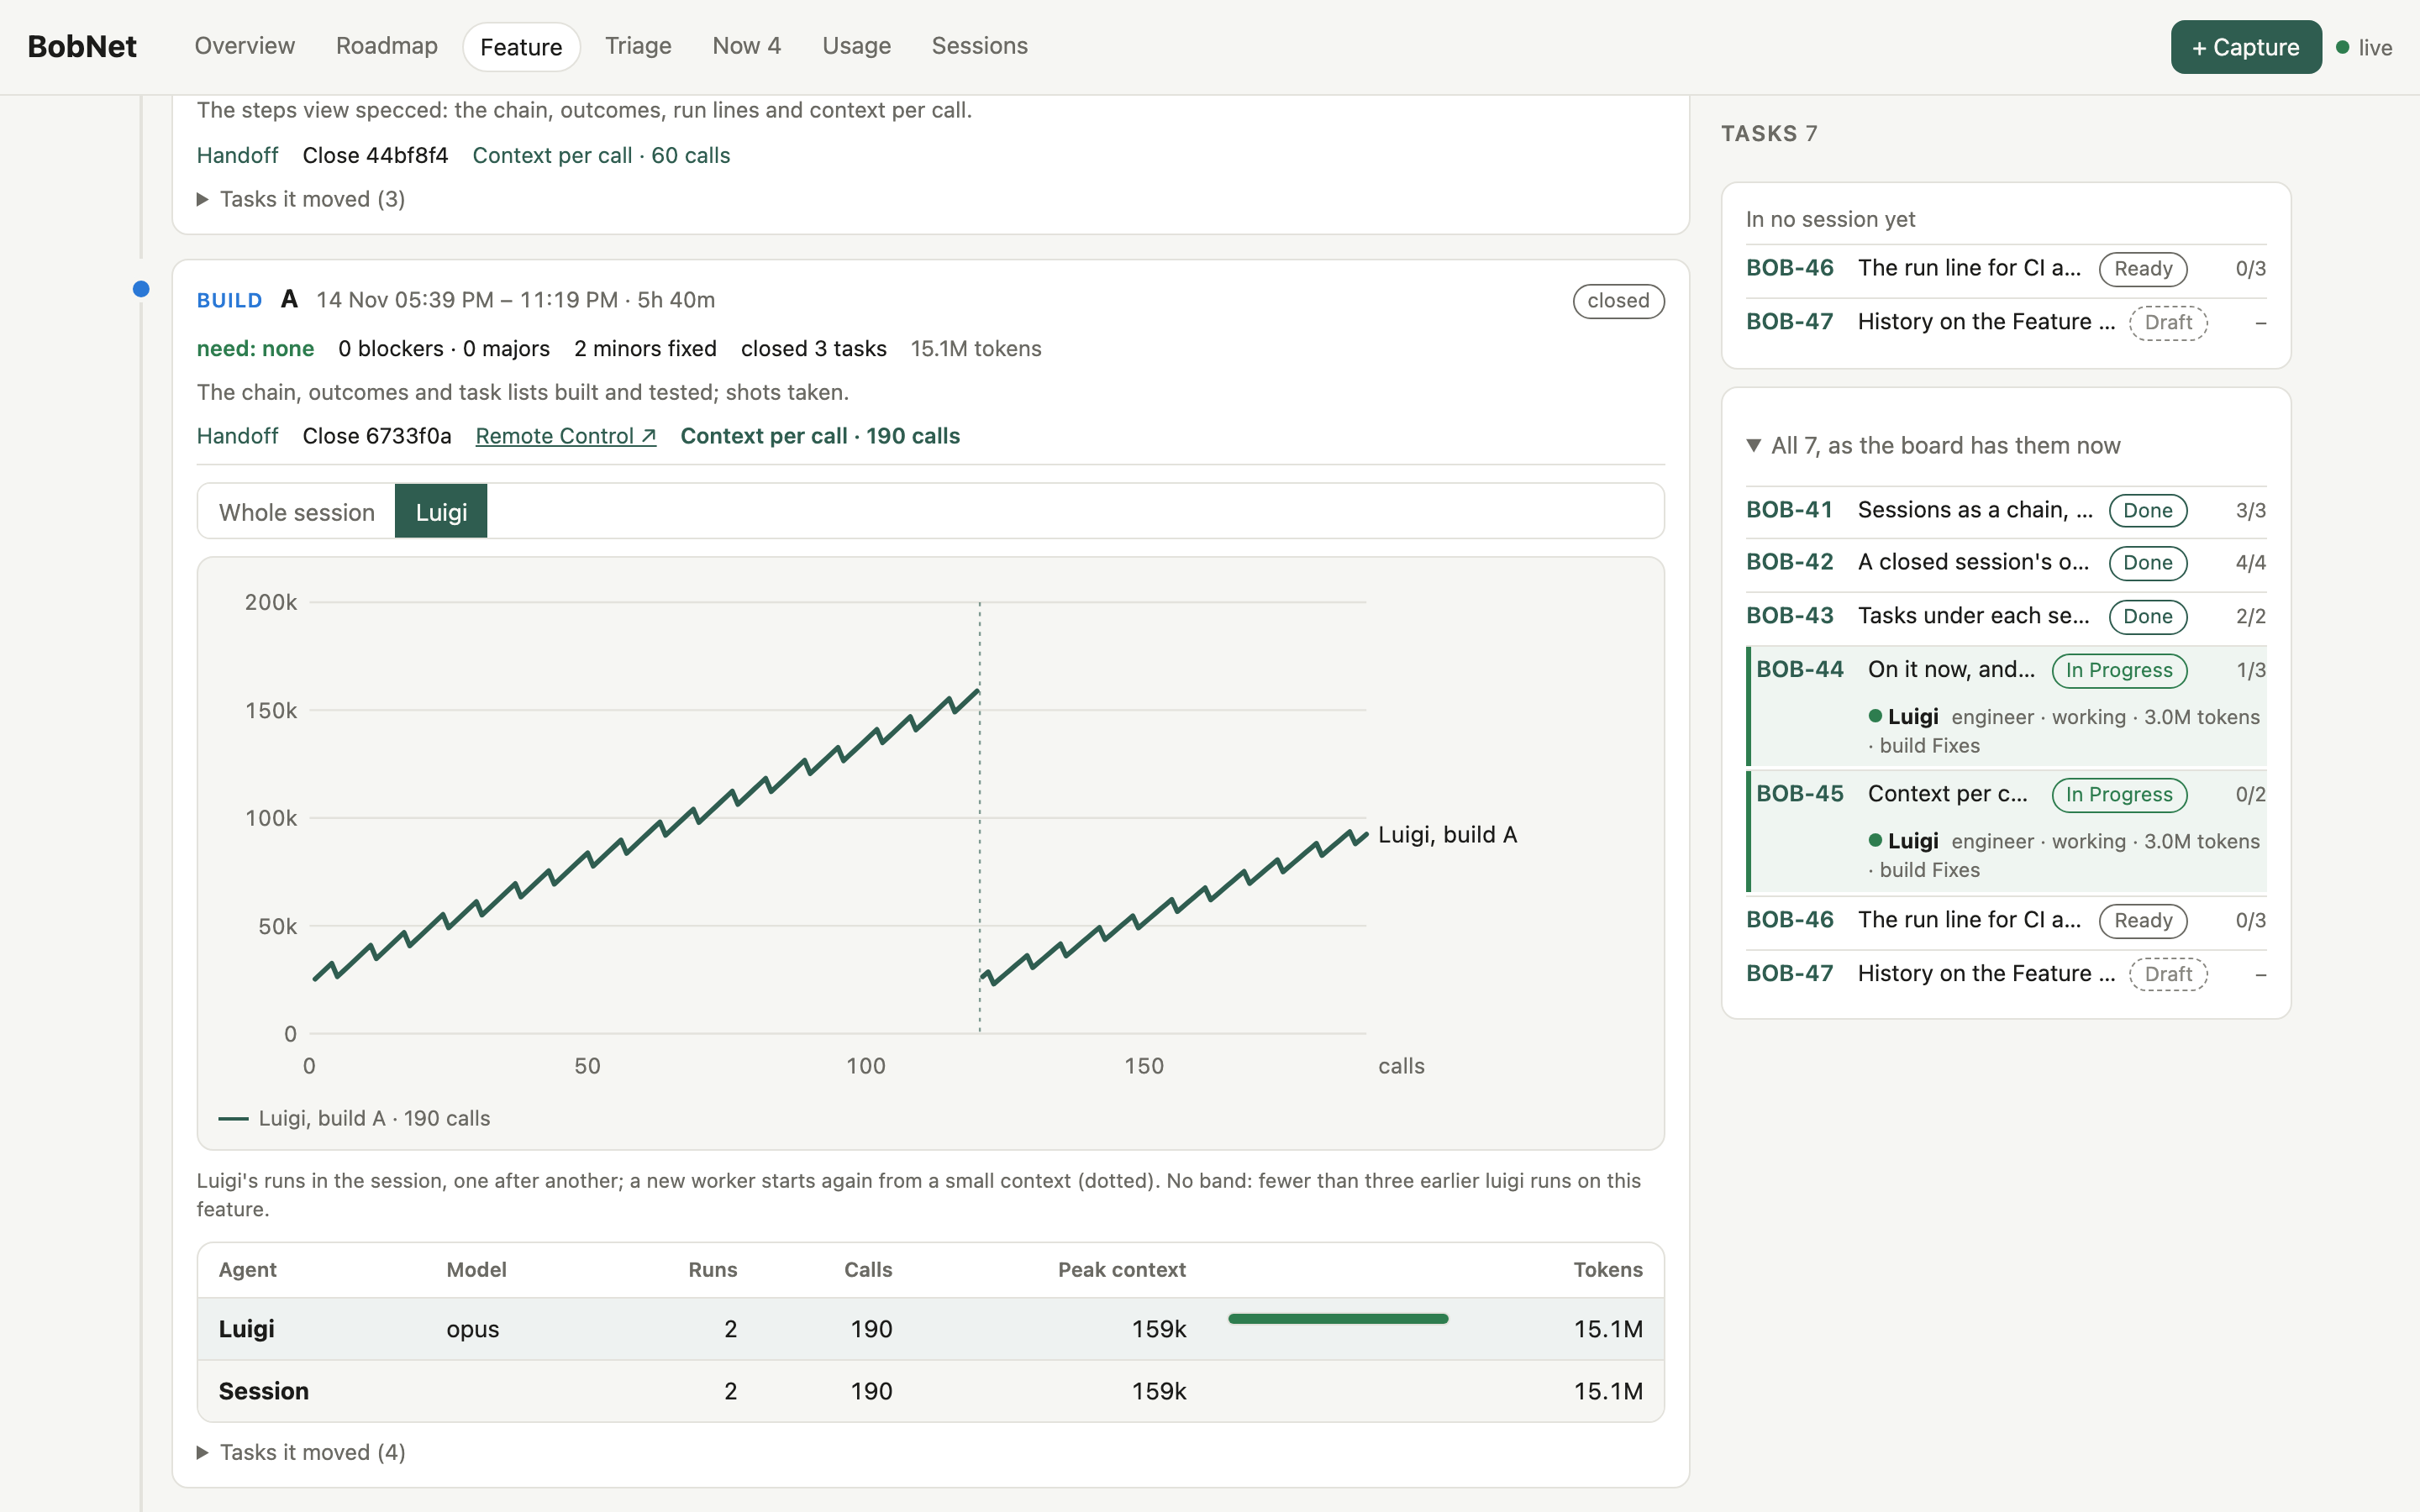 BobNet Overview Roadmap Feature Triage Now 4 Usage Sessions + Capture live
The steps view specced: the chain, outcomes, run lines and context per call.
Handoff Close 44bf8f4 Context per call · 60 calls
▶ Tasks it moved (3)
BUILD A 14 Nov 05:39 PM – 11:19 PM · 5h 40m closed
need: none 0 blockers · 0 majors 2 minors fixed closed 3 tasks 15.1M tokens
The chain, outcomes and task lists built and tested; shots taken.
Handoff Close 6733f0a Remote Control ↗ Context per call · 190 calls
Whole session Luigi
200k
150k
100k
50k
0
Luigi, build A
0 50 100 150 calls
Luigi, build A · 190 calls
Luigi's runs in the session, one after another; a new worker starts again from a small context (dotted). No band: fewer than three earlier luigi runs on this
feature.
Agent Model Runs Calls Peak context Tokens
Luigi opus 2 190 159k 15.1M
Session 2 190 159k 15.1M
▶ Tasks it moved (4)
TASKS 7
In no session yet
BOB-46 The run line for CI a... Ready 0/3
BOB-47 History on the Feature ... Draft –
▼ All 7, as the board has them now
BOB-41 Sessions as a chain, ... Done 3/3
BOB-42 A closed session's o... Done 4/4
BOB-43 Tasks under each se... Done 2/2
BOB-44 On it now, and... In Progress 1/3
Luigi engineer · working · 3.0M tokens
· build Fixes
BOB-45 Context per c... In Progress 0/2
Luigi engineer · working · 3.0M tokens
· build Fixes
BOB-46 The run line for CI a... Ready 0/3
BOB-47 History on the Feature ... Draft –